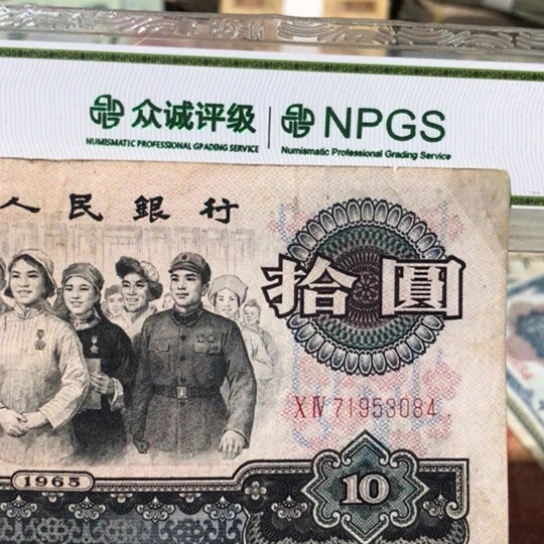 众诚评级 NPGS
NUMISMATIC PROFESSIONAL GRADING SERVICE Numismatic Professional Grading Service
人民銀行
拾圓
XIV 71953084
1965
10